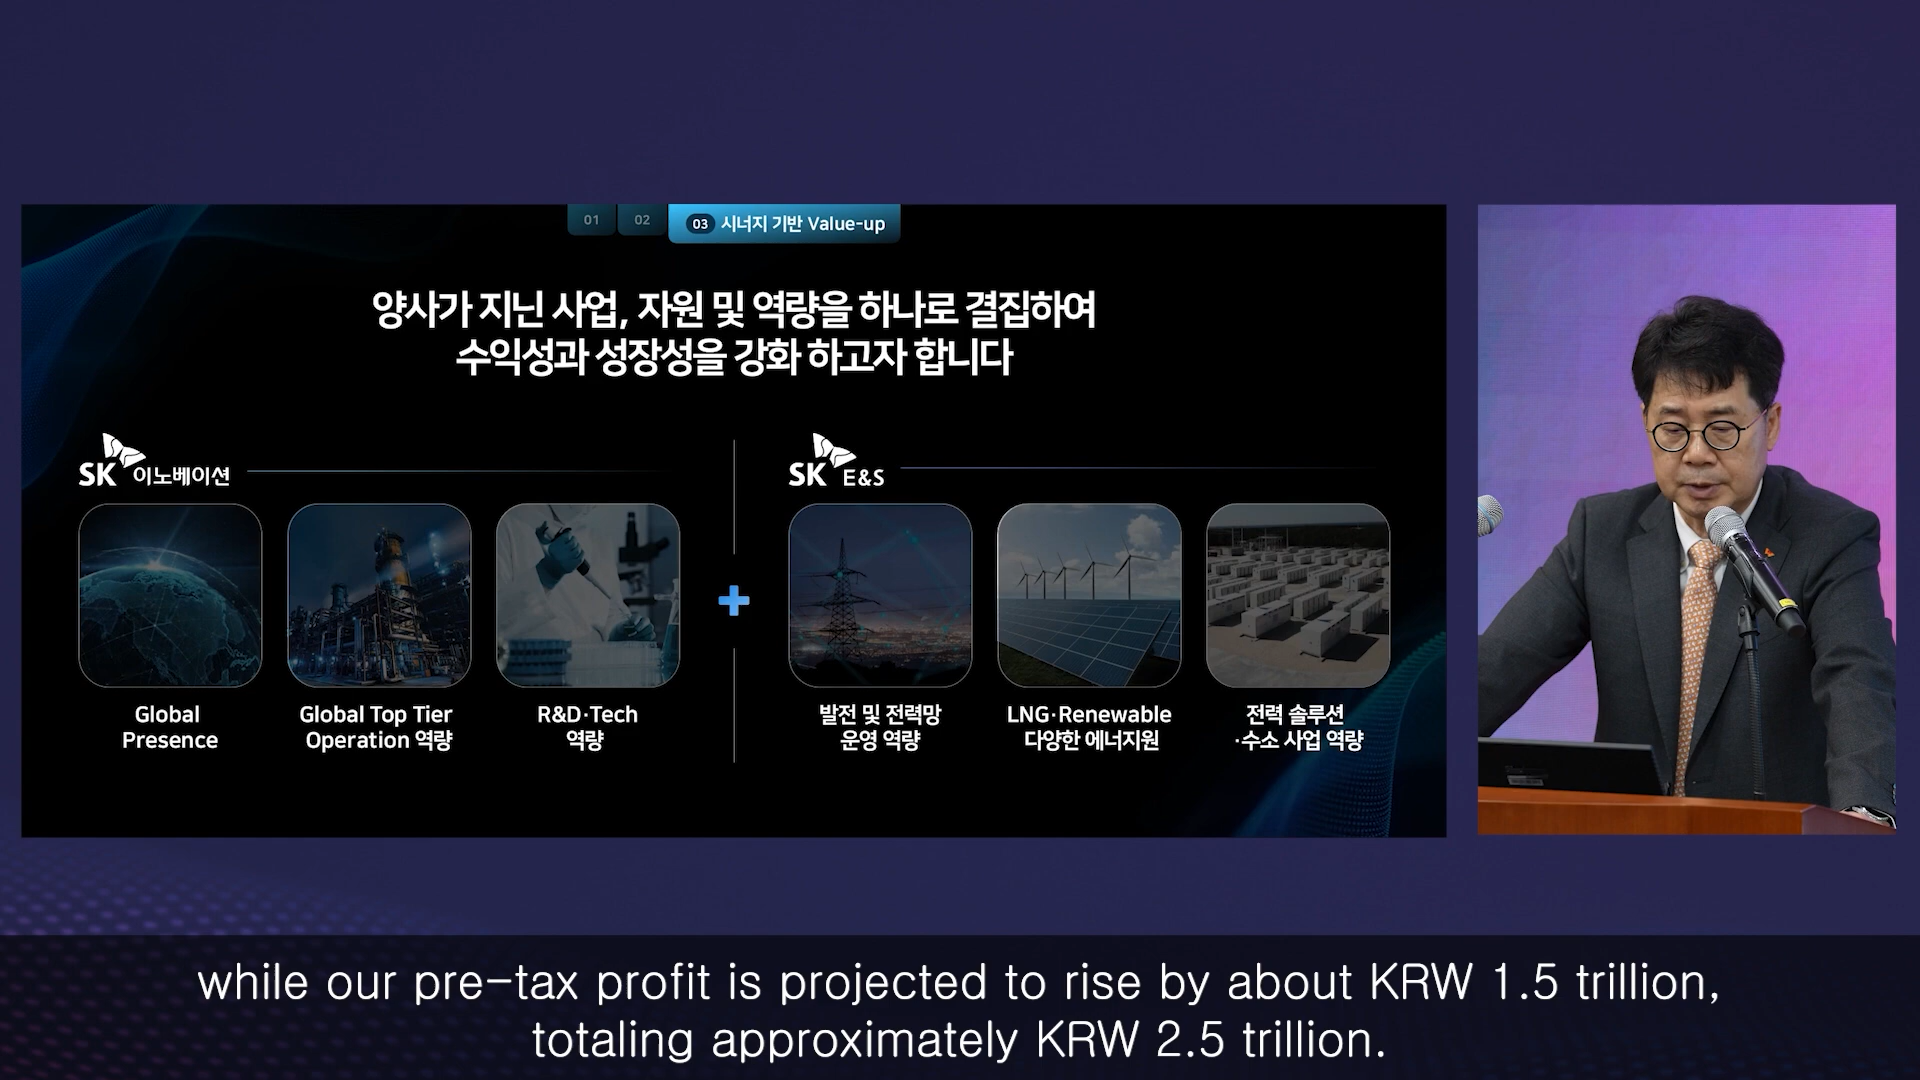 01
02
03 시너지 기반 Value-up
양사가 지닌 사업, 자원 및 역량을 하나로 결집하여
수익성과 성장성을 강화 하고자 합니다
SK 이노베이션
SK E&S
Global
Presence
Global Top Tier
Operation 역량
R&D·Tech
역량
발전 및 전력망
운영 역량
LNG·Renewable
다양한 에너지원
전력 솔루션
·수소 사업 역량
while our pre-tax profit is projected to rise by about KRW 1.5 trillion,
totaling approximately KRW 2.5 trillion.